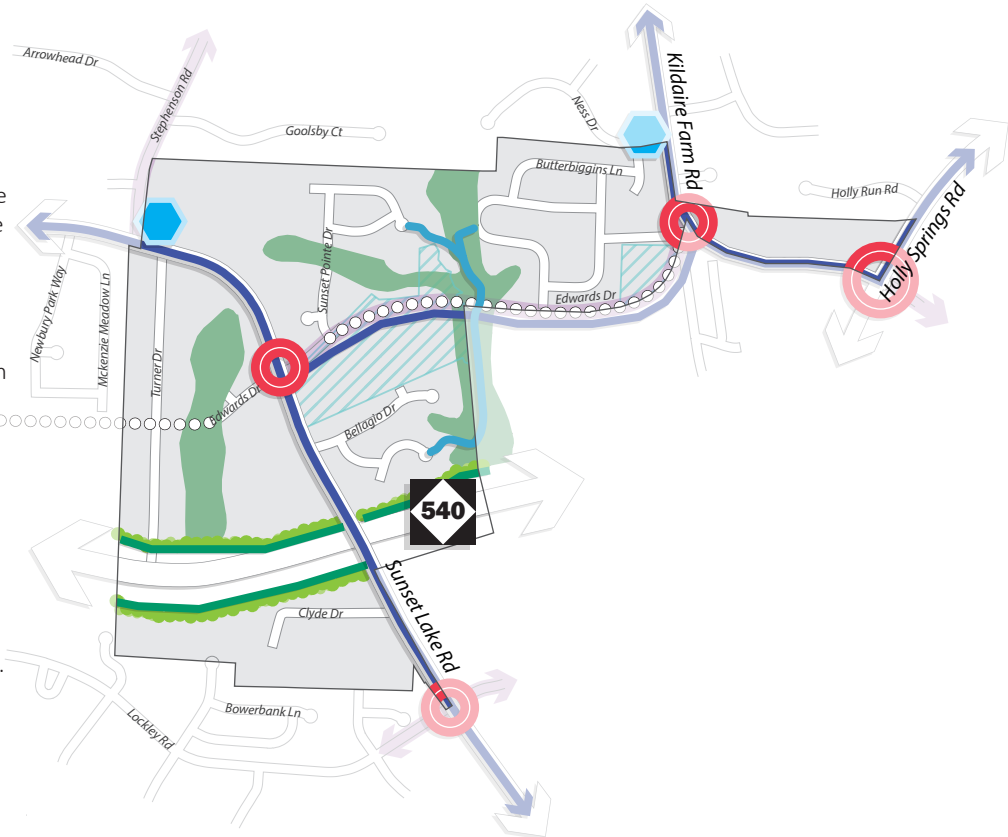 Arrowhead Dr
Stephenson Rd
Goolsby Ct
Ness Dr
Kildaire Farm Rd
Butterbiggins Ln
Holly Run Rd
Holly Springs Rd
e
e
Newbury Park Way
Mckenzie Meadow Ln
Turner Dr
Sunset Pointe Dr
Edwards Dr
n
Edwards Dr
Bellagio Dr
540
Sunset Lake Rd
Clyde Dr
.
Bowerbank Ln
Lockley Rd